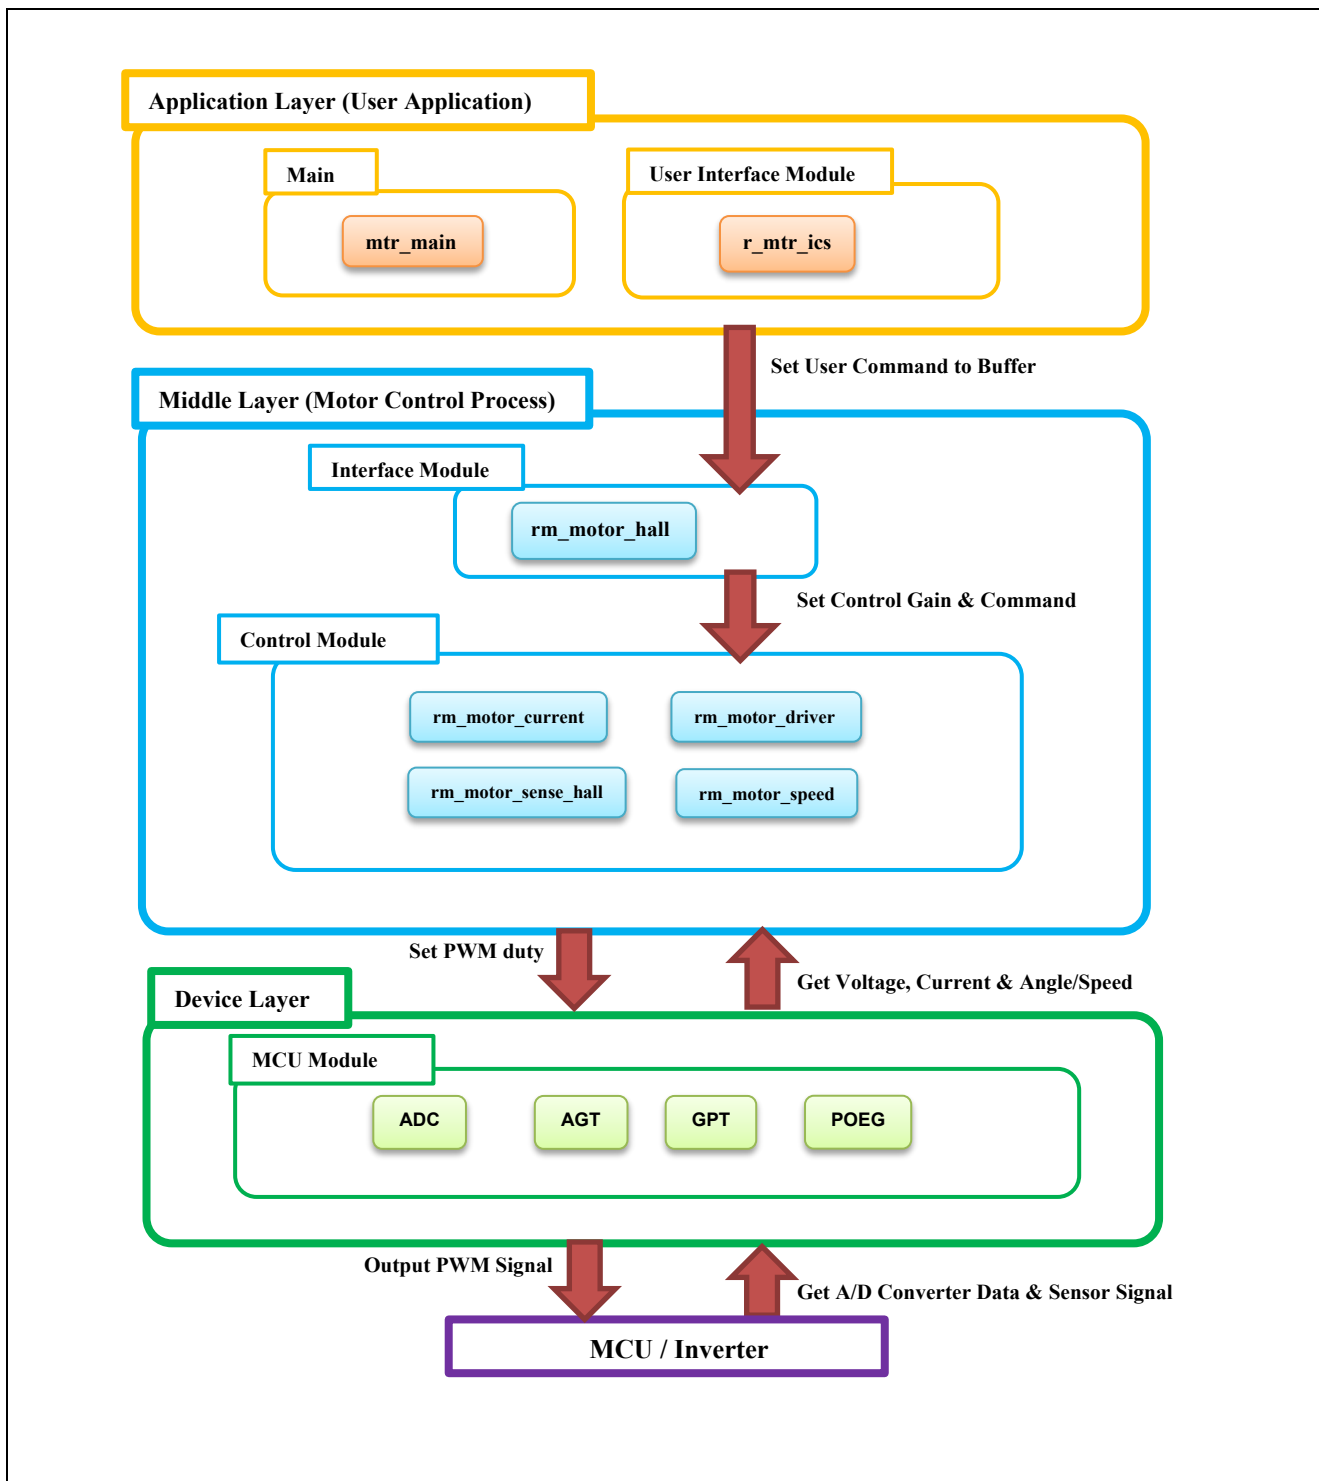 Application Layer (User Application)
Main
User Interface Module
mtr_main
r_mtr_ics
Set User Command to Buffer
Middle Layer (Motor Control Process)
Interface Module
rm_motor_hall
Set Control Gain & Command
Control Module
rm_motor_current
rm_motor_driver
rm_motor_sense_hall
rm_motor_speed
Set PWM duty
Get Voltage, Current & Angle/Speed
Device Layer
MCU Module
ADC
AGT
GPT
POEG
Output PWM Signal
Get A/D Converter Data & Sensor Signal
MCU / Inverter